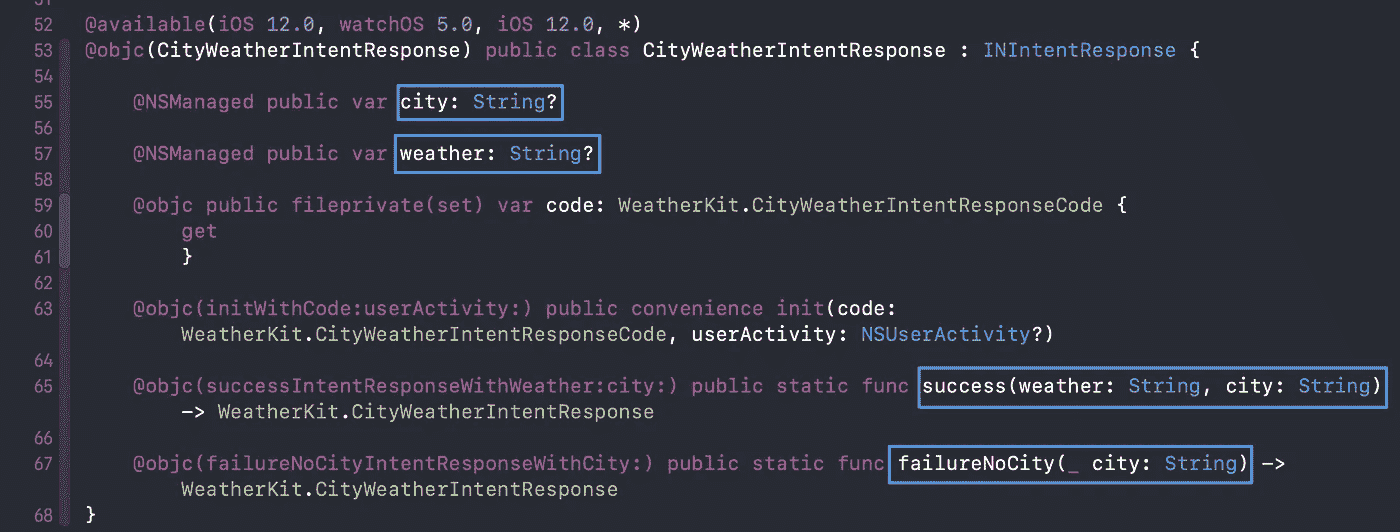 52 @available(iOS 12.0, watchOS 5.0, iOS 12.0, *)
53 @objc(CityWeatherIntentResponse) public class CityWeatherIntentResponse : INIntentResponse {
54
55 @NSManaged public var city: String?
56
57 @NSManaged public var weather: String?
58
59 @objc public fileprivate(set) var code: WeatherKit.CityWeatherIntentResponseCode {
60 get
61 }
62
63 @objc(initWithCode:userActivity:) public convenience init(code:
WeatherKit.CityWeatherIntentResponseCode, userActivity: NSUserActivity?)
64
65 @objc(successIntentResponseWithWeather:city:) public static func success(weather: String, city: String)
-> WeatherKit.CityWeatherIntentResponse
66
67 @objc(failureNoCityIntentResponseWithCity:) public static func failureNoCity(_ city: String) ->
WeatherKit.CityWeatherIntentResponse
68 }